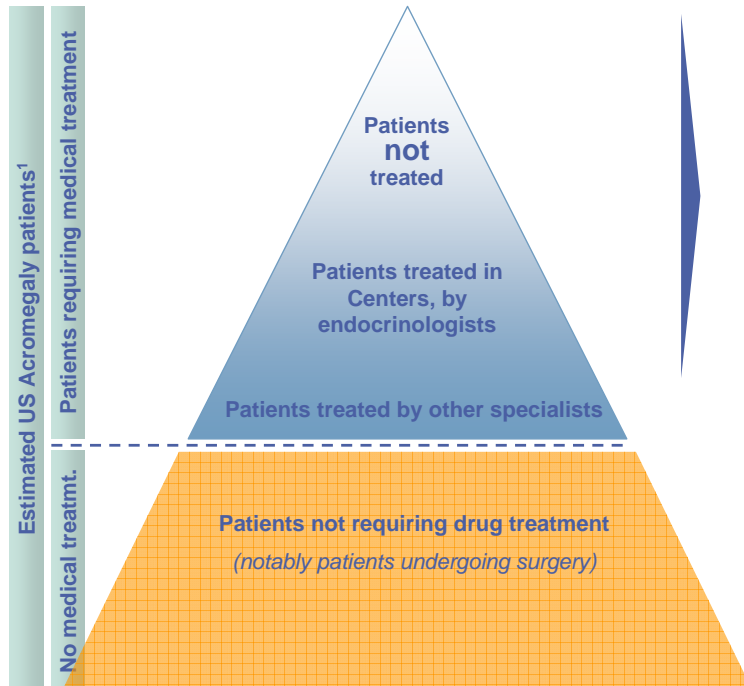 Estimated US Acromegaly patients1
Patients requiring medical treatment
No medical treatmt.
Patients
not
treated
Patients treated in
Centers, by
endocrinologists
Patients treated by other specialists
Patients not requiring drug treatment
(notably patients undergoing surgery)